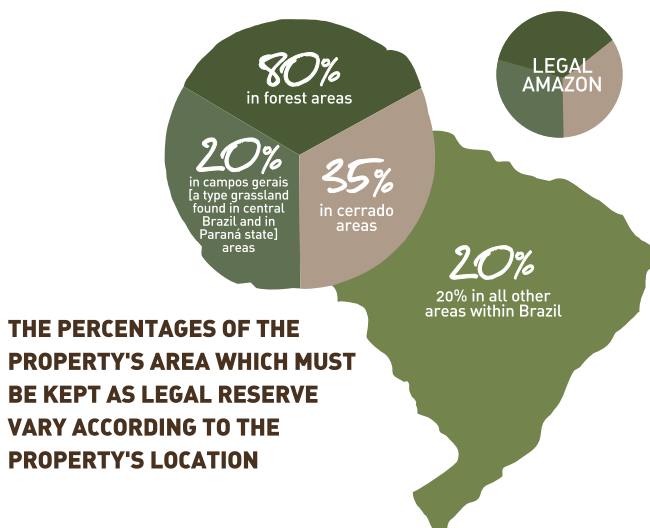 80%
in forest areas
LEGAL
AMAZON
20%
in campos gerais
[a type grassland
found in central
Brazil and in
Paraná state]
areas
35%
in cerrado
areas
20%
20% in all other
areas within Brazil
THE PERCENTAGES OF THE
PROPERTY'S AREA WHICH MUST
BE KEPT AS LEGAL RESERVE
VARY ACCORDING TO THE
PROPERTY'S LOCATION